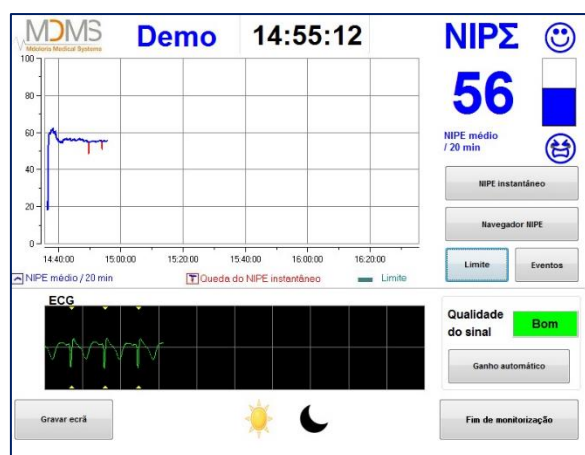 MDMS
Mdoloris Medical Systems
Demo
14:55:12
NIPΣ
100
80
60
40
20
0
14:40:00 15:00:00 15:20:00 15:40:00 16:00:00 16:20:00
NIPE médio / 20 min
Queda do NIPE instantâneo
Limite
56
NIPE médio
/ 20 min
NIPE instantáneo
Navegador NIPE
Limite
Eventos
ECG
Qualidade
do sinal
Bom
Ganho automático
Gravar ecrã
Fim de monitorização